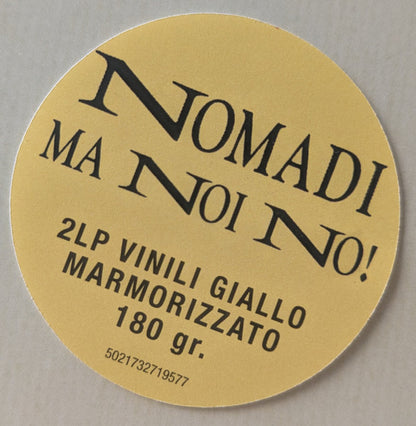 NOMADI
MA NOI NO!
2LP VINILI GIALLO
MARMORIZZATO
180 gr.
5021732719577